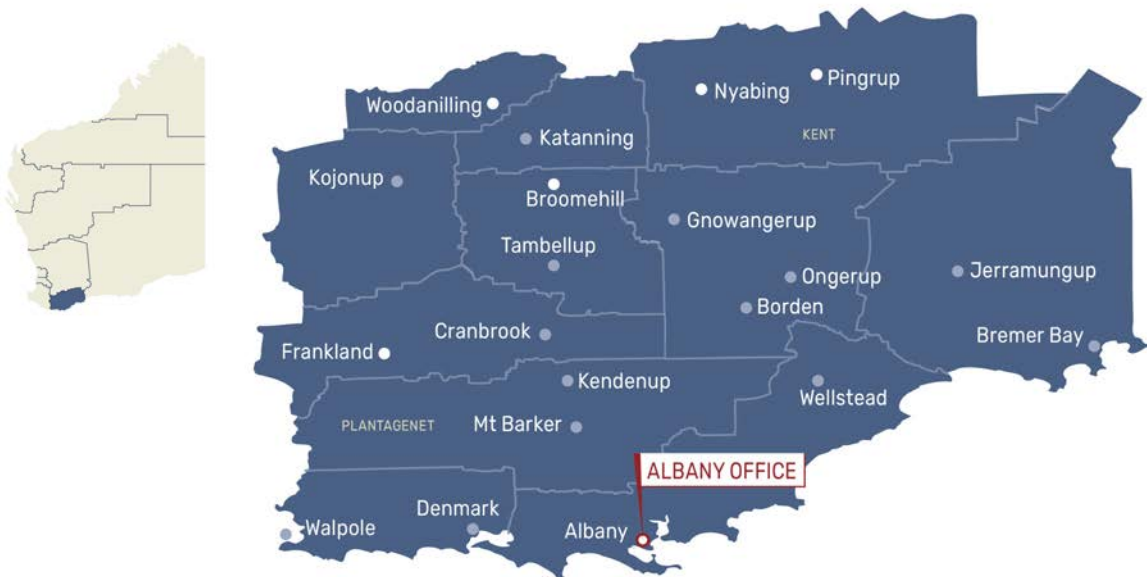 Pingrup
Nyabing
Woodanilling
KENT
Katanning
Kojonup
Broomehill
Gnowangerup
Tambellup
Jerramungup
Ongerup
Borden
Cranbrook
Bremer Bay
Frankland
Kendenup
Wellstead
PLANTAGENET
Mt Barker
ALBANY OFFICE
Denmark
Walpole
Albany